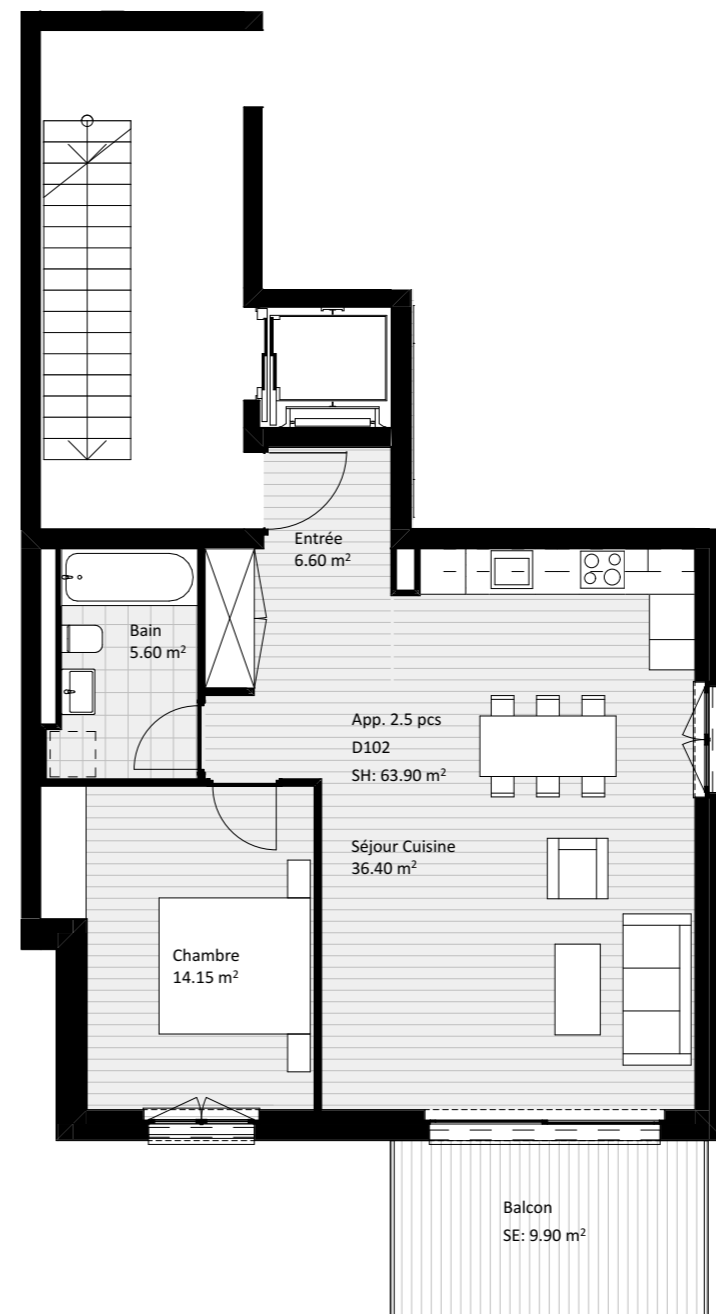 Entrée
6.60 m²
Bain
5.60 m²
App. 2.5 pcs
D102
SH: 63.90 m²
Séjour Cuisine
36.40 m²
Chambre
14.15 m²
Balcon
SE: 9.90 m²